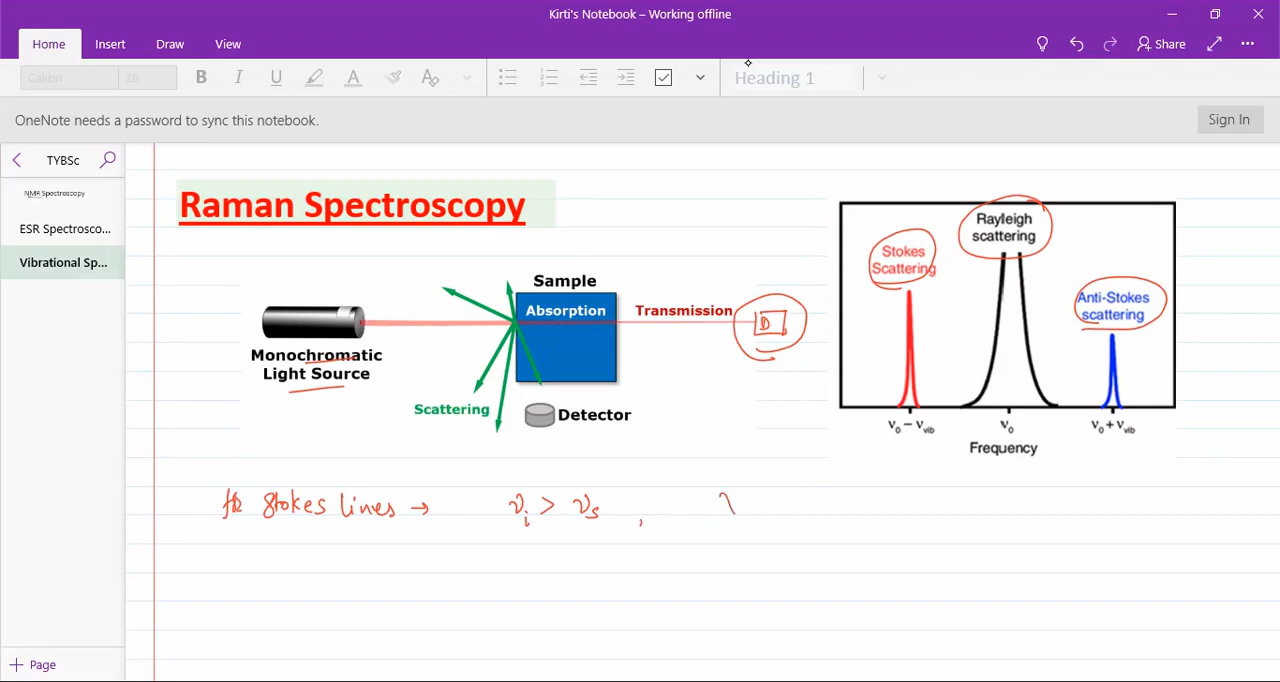 Kirti's Notebook – Working offline
Home Insert Draw View Share
Calibri 20 B I U A Heading 1
OneNote needs a password to sync this notebook. Sign In
TYBSc
NMR Spectroscopy
ESR Spectrosco...
Vibrational Sp...
Page
Raman Spectroscopy
Sample
Absorption
Transmission
D
Monochromatic
Light Source
Scattering
Detector
Rayleigh
scattering
Stokes
Scattering
Anti-Stokes
scattering
ν₀ − νvib ν₀ ν₀ + νvib
Frequency
for Stokes lines → νi > νs ,